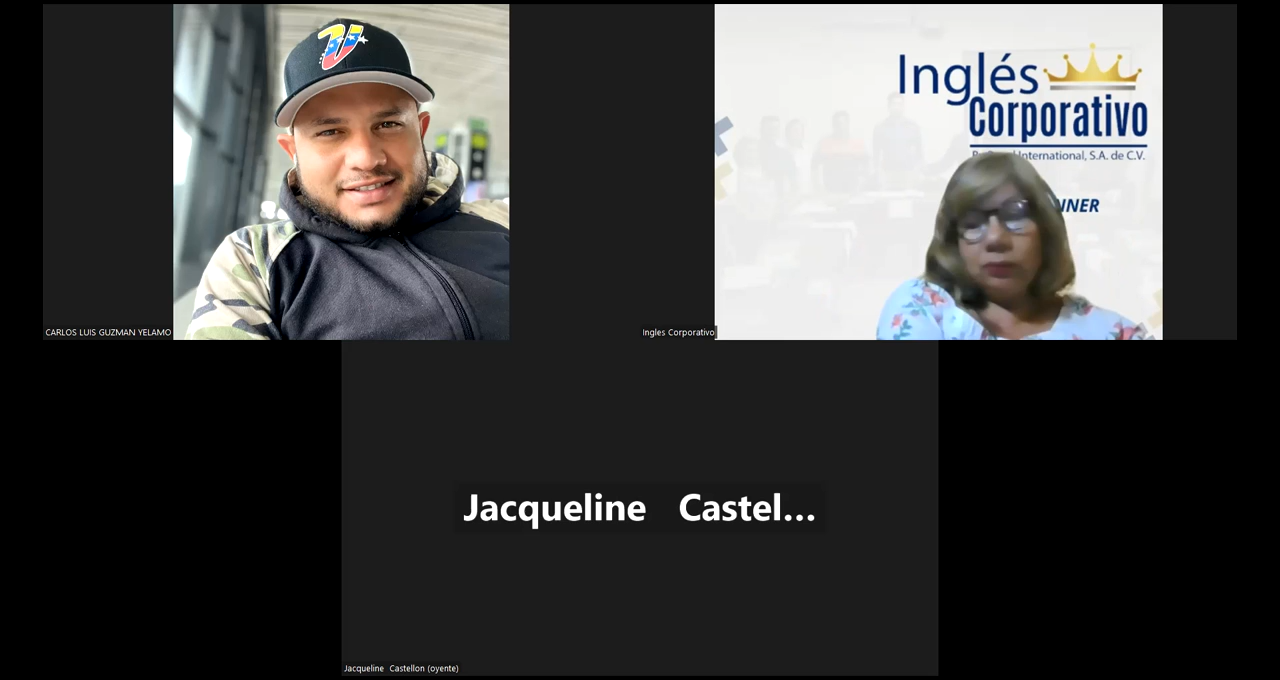 V
CARLOS LUIS GUZMAN YELAMO
Inglés
Corporativo
International, S.A. de C.V.
NNER
Ingles Corporativo
Jacqueline Castel...
Jacqueline Castellon (oyente)